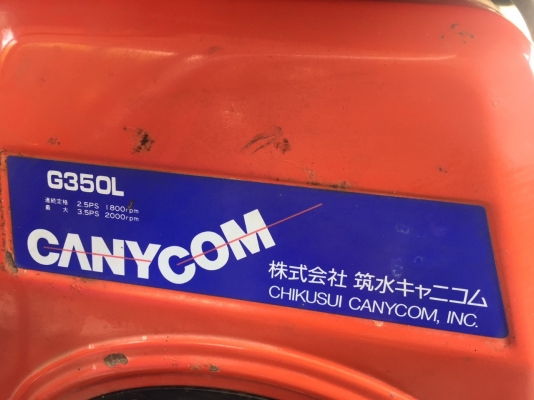 G350L
連続定格 2.5PS 1800rpm
最大 3.5PS 2000rpm
CANYCOM
株式会社 筑水キャニコム
CHIKUSUI CANYCOM, INC.